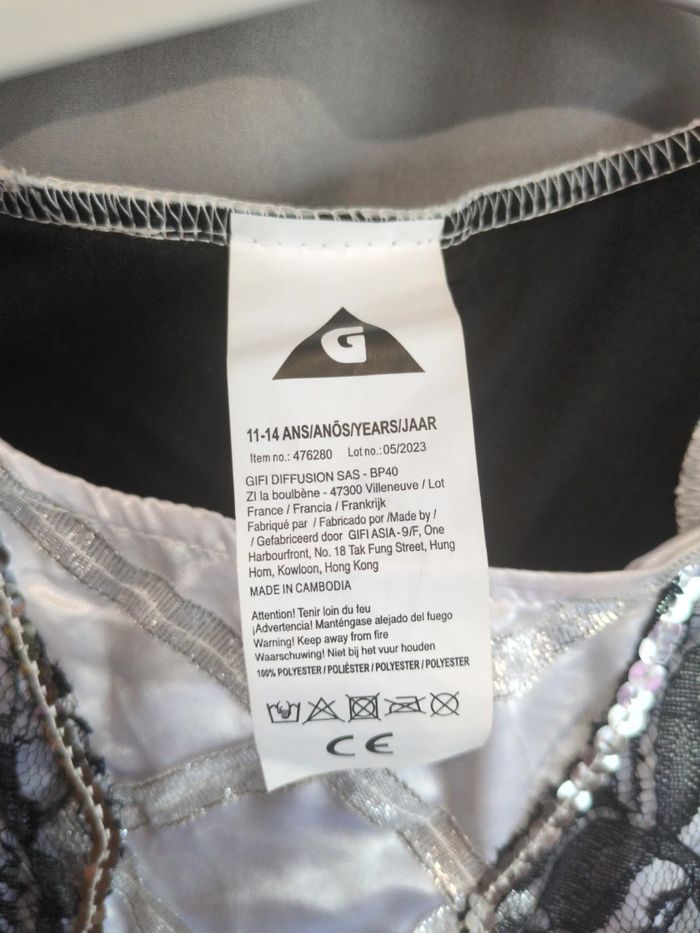 G
11-14 ANS/ANÕS/YEARS/JAAR
Item no.: 476280 Lot no.:05/2023
GIFI DIFFUSION SAS - BP40
ZI la boulbène - 47300 Villeneuve / Lot
France / Francia / Frankrijk
Fabriqué par / Fabricado por /Made by /
/ Gefabriceerd door GIFI ASIA-9/F, One
Harbourfront, No. 18 Tak Fung Street, Hung
Hom, Kowloon, Hong Kong
MADE IN CAMBODIA
Attention! Tenir loin du feu
¡Advertencia! Manténgase alejado del fuego
Warning! Keep away from fire
Waarschuwing! Niet bij het vuur houden
100% POLYESTER / POLIÉSTER / POLYESTER / POLYESTER
CE